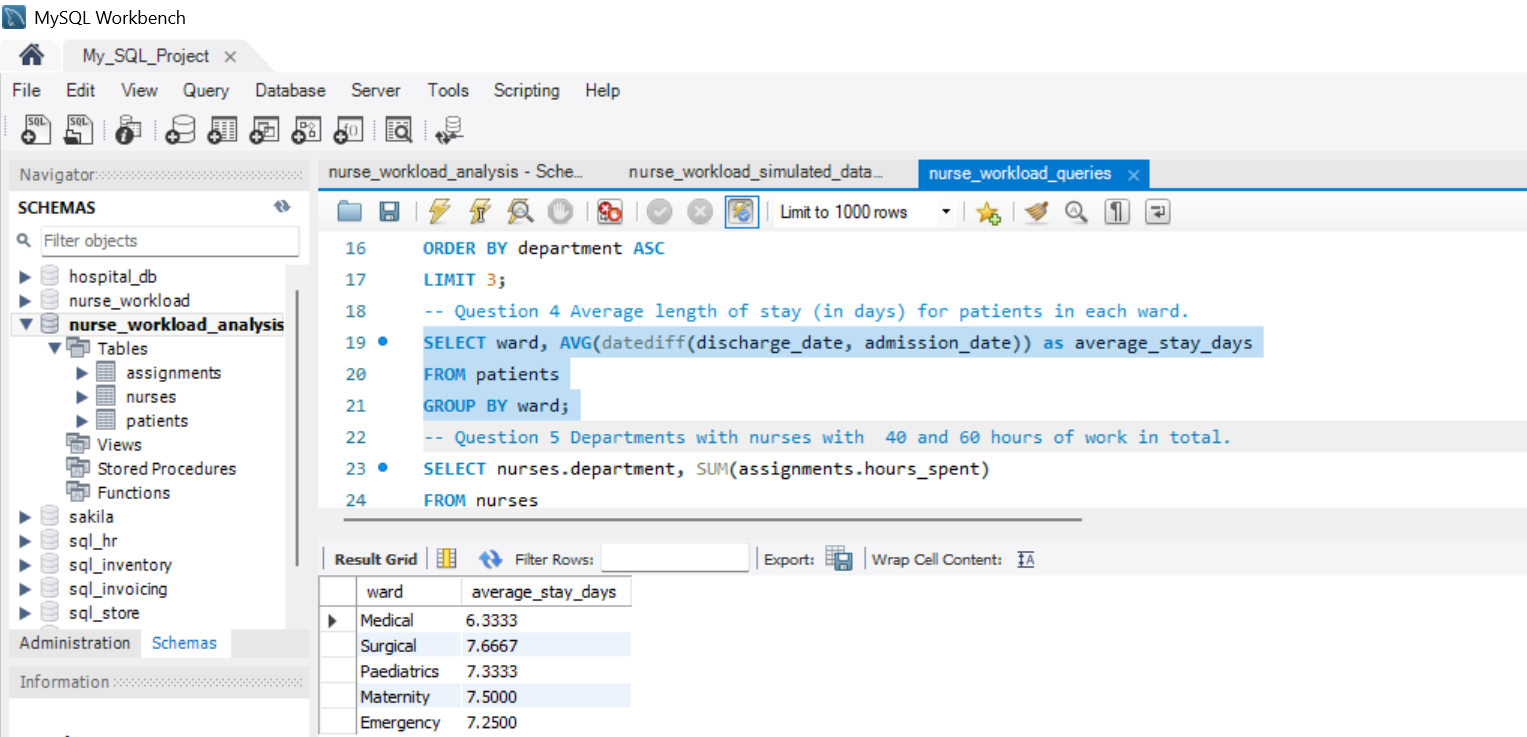 MySQL Workbench
My_SQL_Project
File Edit View Query Database Server Tools Scripting Help
SQL SQL
Navigator
SCHEMAS
Filter objects
hospital_db
nurse_workload
nurse_workload_analysis
Tables
assignments
nurses
patients
Views
Stored Procedures
Functions
sakila
sql_hr
sql_inventory
sql_invoicing
sql_store
Administration Schemas
Information
nurse_workload_analysis - Sche... nurse_workload_simulated_data... nurse_workload_queries
Limit to 1000 rows
16 ORDER BY department ASC
17 LIMIT 3;
18 -- Question 4 Average length of stay (in days) for patients in each ward.
19 SELECT ward, AVG(datediff(discharge_date, admission_date)) as average_stay_days
20 FROM patients
21 GROUP BY ward;
22 -- Question 5 Departments with nurses with  40 and 60 hours of work in total.
23 SELECT nurses.department, SUM(assignments.hours_spent)
24 FROM nurses
Result Grid Filter Rows: Export: Wrap Cell Content:
ward average_stay_days
Medical 6.3333
Surgical 7.6667
Paediatrics 7.3333
Maternity 7.5000
Emergency 7.2500